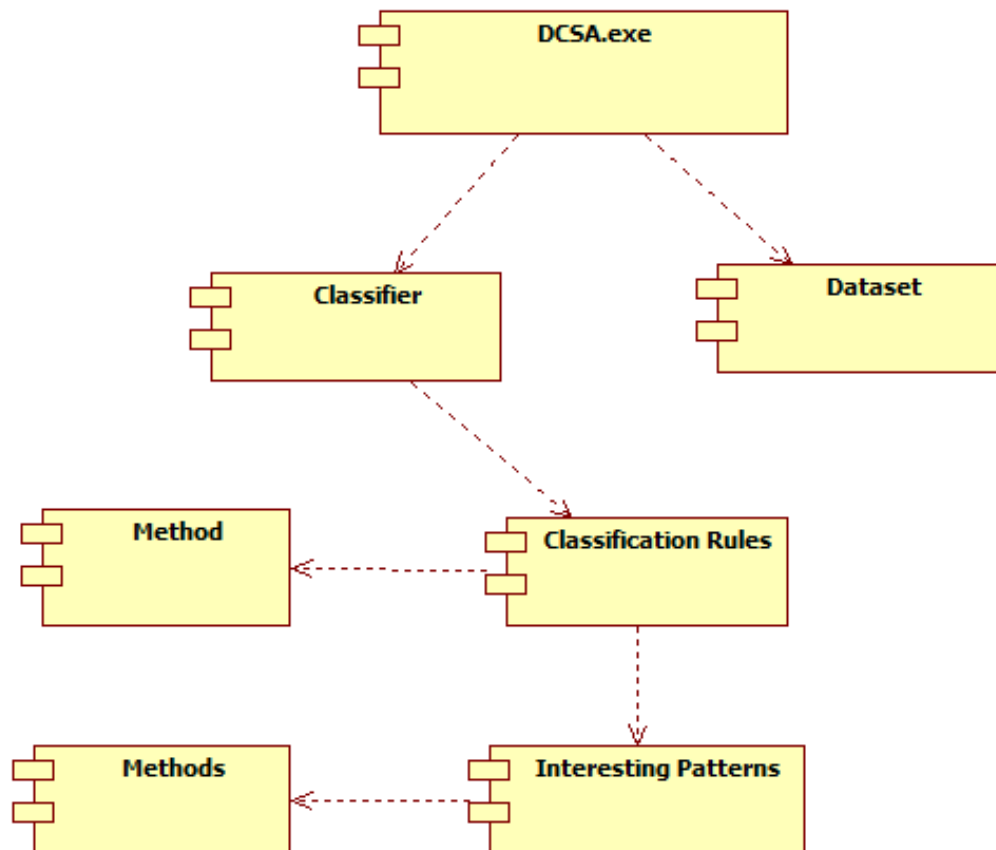 DCSA.exe
Classifier
Dataset
Method
Classification Rules
Methods
Interesting Patterns